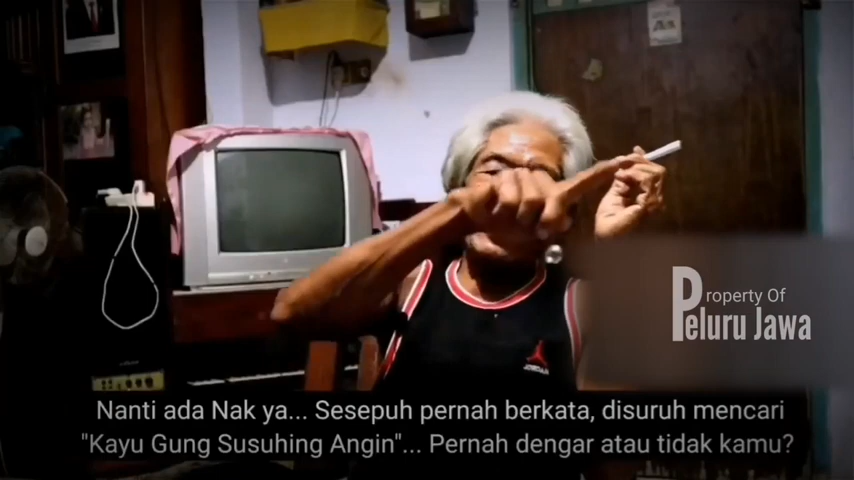 Property Of
Peluru Jawa
JORDAN
Nanti ada Nak ya... Sesepuh pernah berkata, disuruh mencari
"Kayu Gung Susuhing Angin"... Pernah dengar atau tidak kamu?